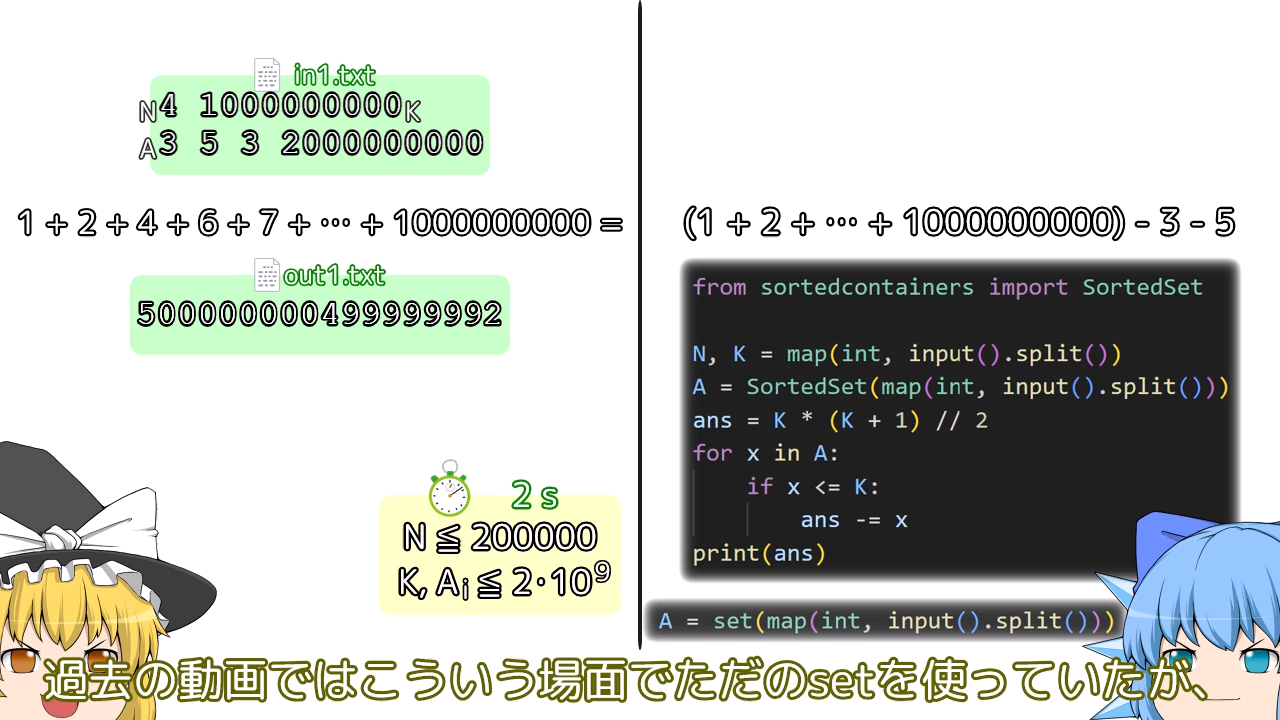 in1.txt
N4 1000000000K
A3 5 3 2000000000
1 + 2 + 4 + 6 + 7 + … + 1000000000 =
out1.txt
500000000499999992
2 s
N ≦ 200000
K, Ai ≦ 2・10⁹
(1 + 2 + … + 1000000000) - 3 - 5
from sortedcontainers import SortedSet
N, K = map(int, input().split())
A = SortedSet(map(int, input().split()))
ans = K * (K + 1) // 2
for x in A:
    if x <= K:
        ans -= x
print(ans)
A = set(map(int, input().split()))
過去の動画ではこういう場面でただのsetを使っていたが、